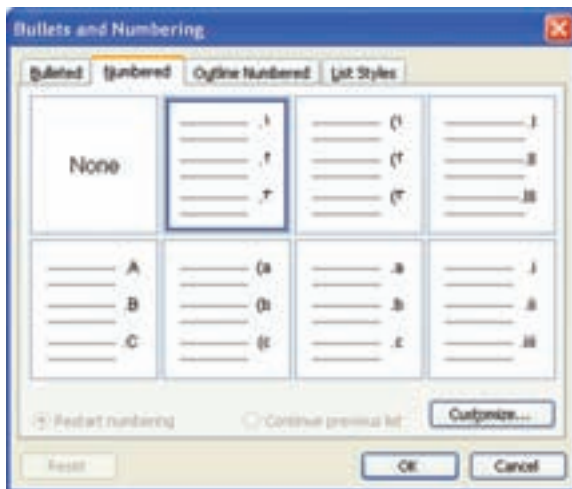 Bullets and Numbering
Bulleted Numbered Outline Numbered List Styles
None
.۱ (۱ .I
.۲ (۲ .II
.۳ (۳ .III
.A (a .a .i
.B (b .b .ii
.C (c .c .iii
Restart numbering Continue previous list Customize...
Reset OK Cancel